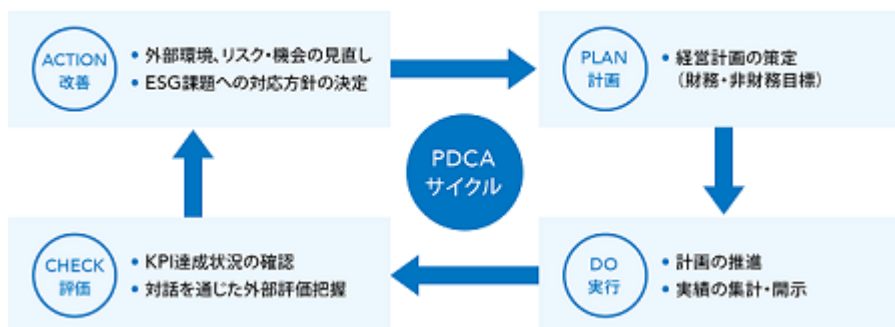 ACTION
改善
• 外部環境、リスク・機会の見直し
• ESG課題への対応方針の決定
PLAN
計画
• 経営計画の策定
(財務・非財務目標)
PDCA
サイクル
CHECK
評価
• KPI達成状況の確認
• 対話を通じた外部評価把握
DO
実行
• 計画の推進
• 実績の集計・開示